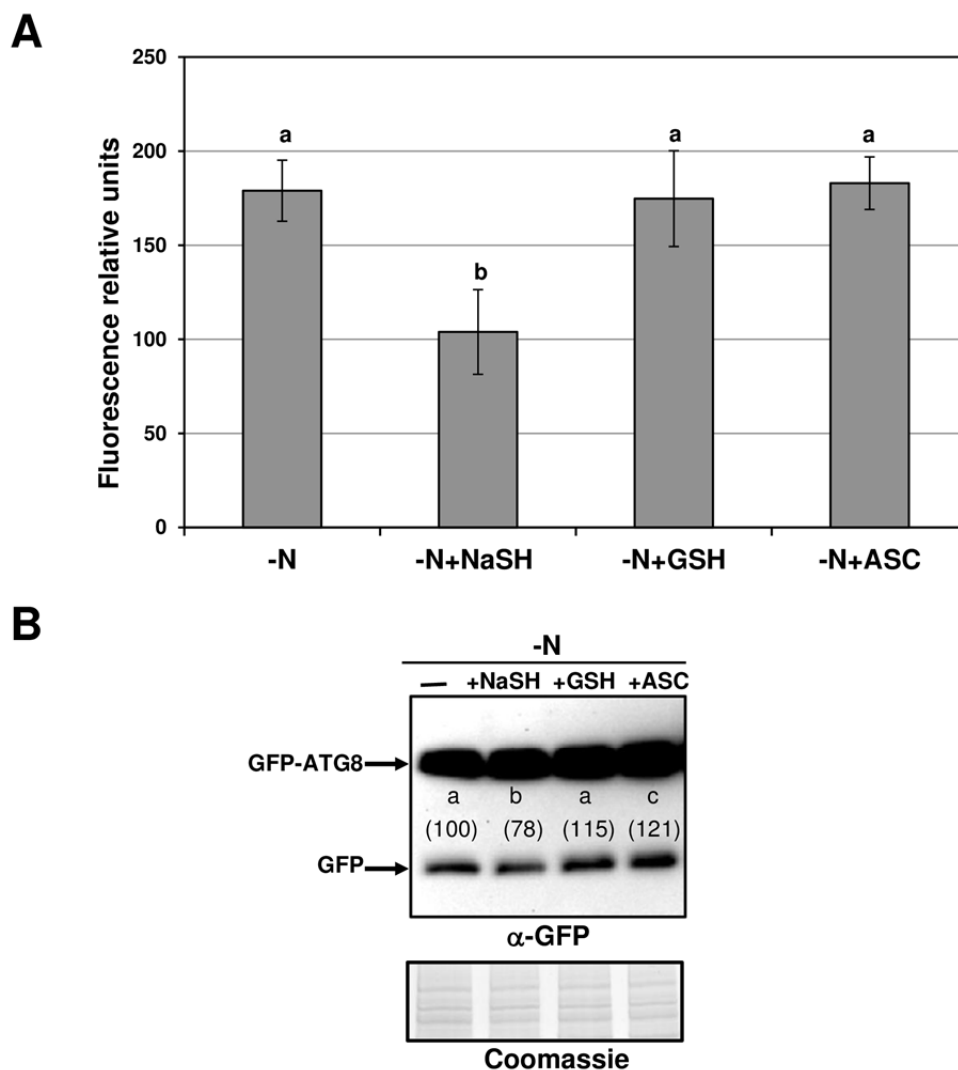 A
250
200
150
100
50
0
Fluorescence relative units
a
b
a
a
-N
-N+NaSH
-N+GSH
-N+ASC
B
-N
— +NaSH +GSH +ASC
GFP-ATG8
a b a c
(100) (78) (115) (121)
GFP
α-GFP
Coomassie